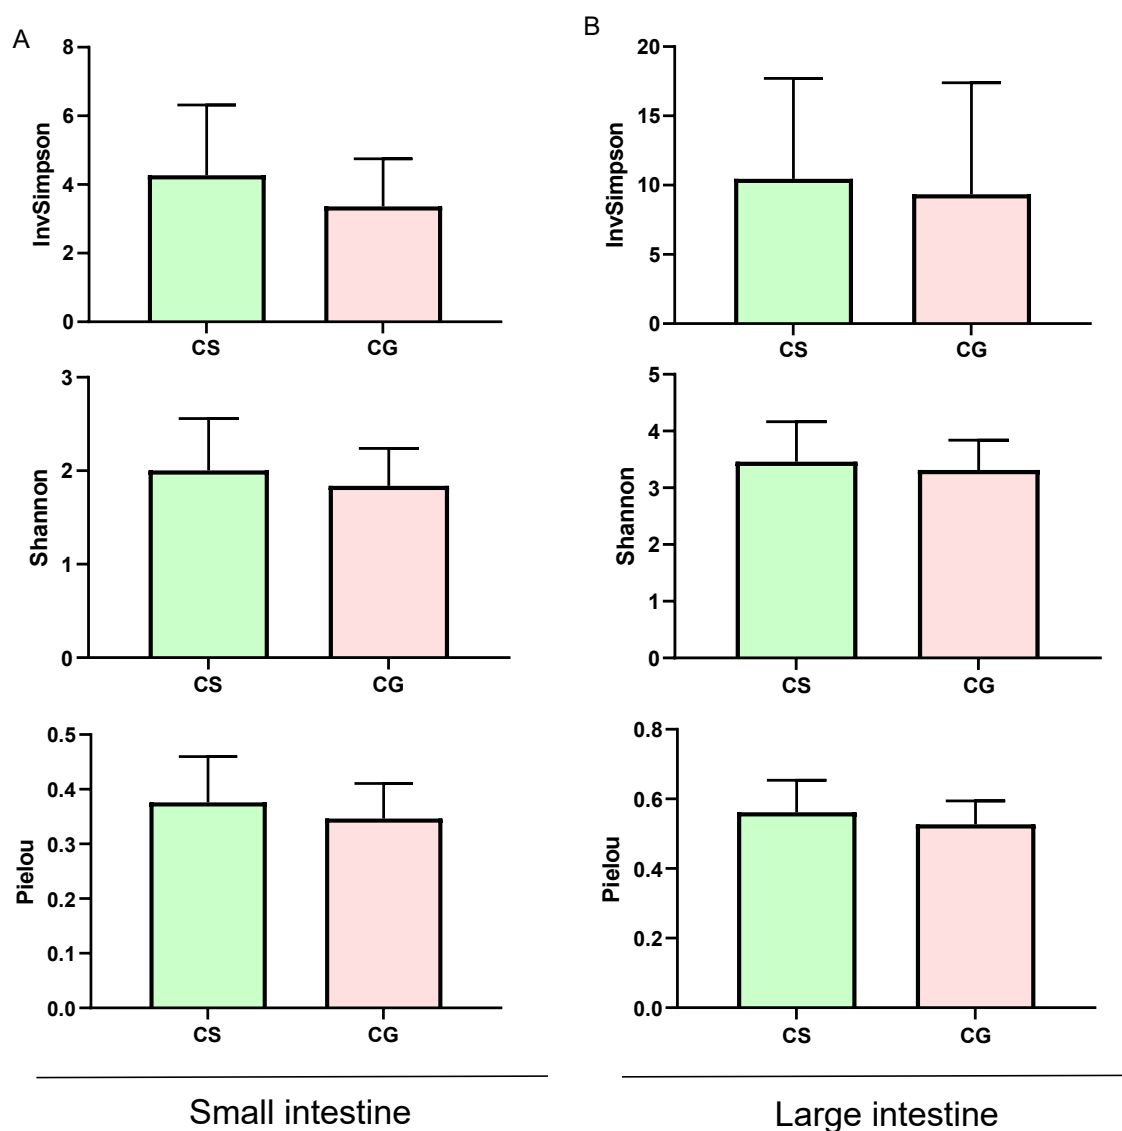 A
InvSimpson
8
6
4
2
0
CS CG
Shannon
3
2
1
0
CS CG
Pielou
0.5
0.4
0.3
0.2
0.1
0.0
CS CG
Small intestine
B
InvSimpson
20
15
10
5
0
CS CG
Shannon
5
4
3
2
1
0
CS CG
Pielou
0.8
0.6
0.4
0.2
0.0
CS CG
Large intestine